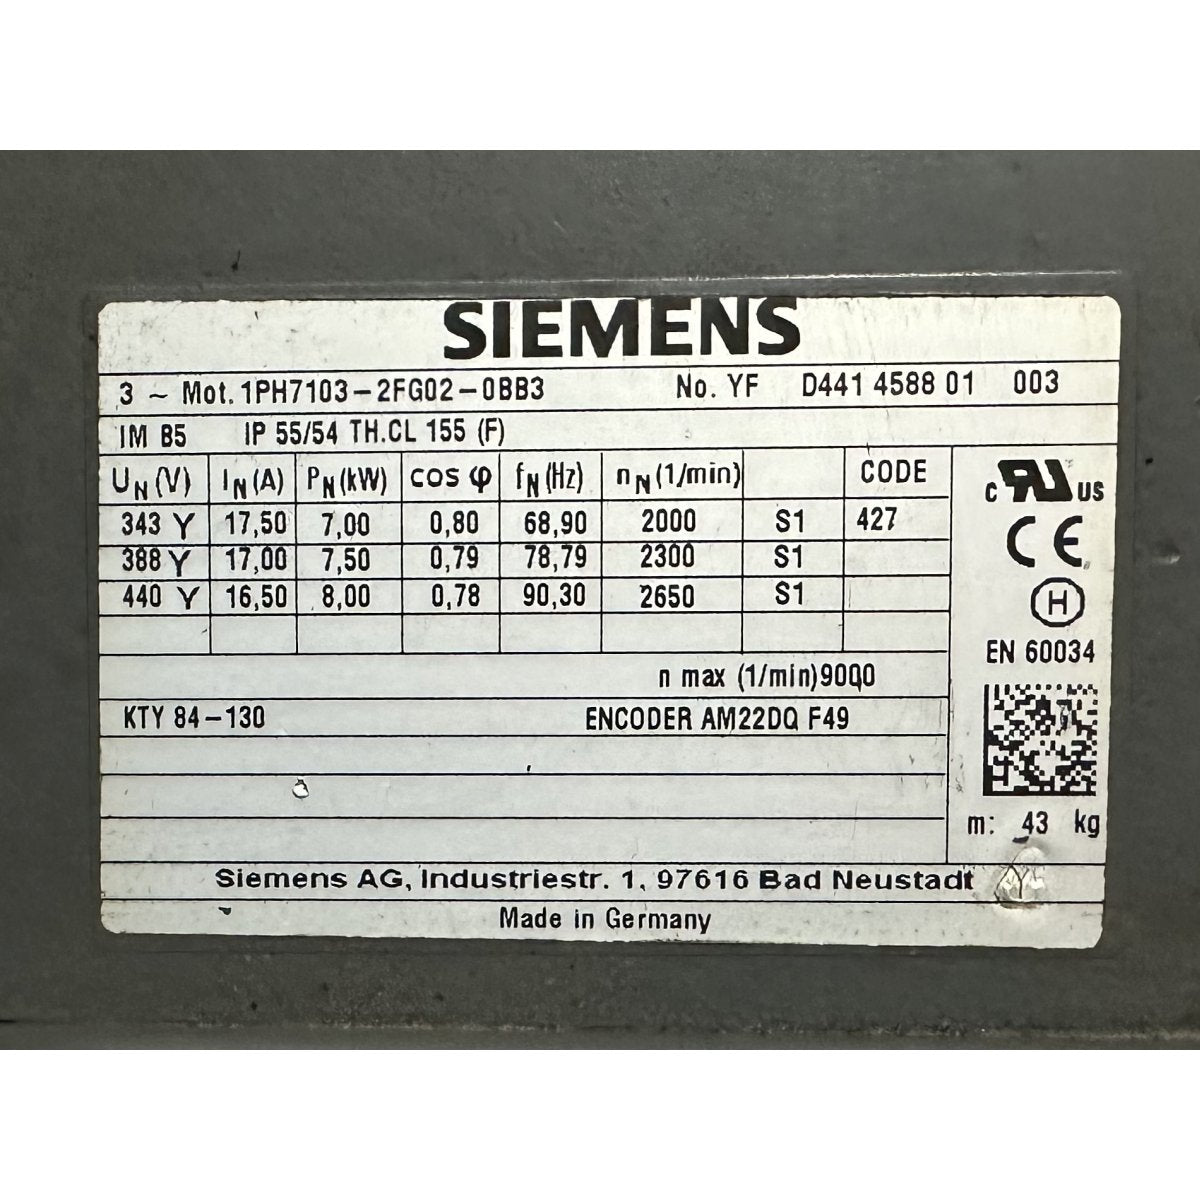 SIEMENS
3 ~ Mot. 1PH7103-2FG02-0BB3 No. YF D441 4588 01 003
IM B5 IP 55/54 TH.CL 155 (F)
UN (V) IN (A) PN (kW) cos φ fN (Hz) nN (1/min) CODE
343 Y 17,50 7,00 0,80 68,90 2000 S1 427
388 Y 17,00 7,50 0,79 78,79 2300 S1
440 Y 16,50 8,00 0,78 90,30 2650 S1
n max (1/min) 9000
KTY 84-130 ENCODER AM22DQ F49
c RU US
CE
H
EN 60034
m: 43 kg
Siemens AG, Industriestr. 1, 97616 Bad Neustadt
Made in Germany